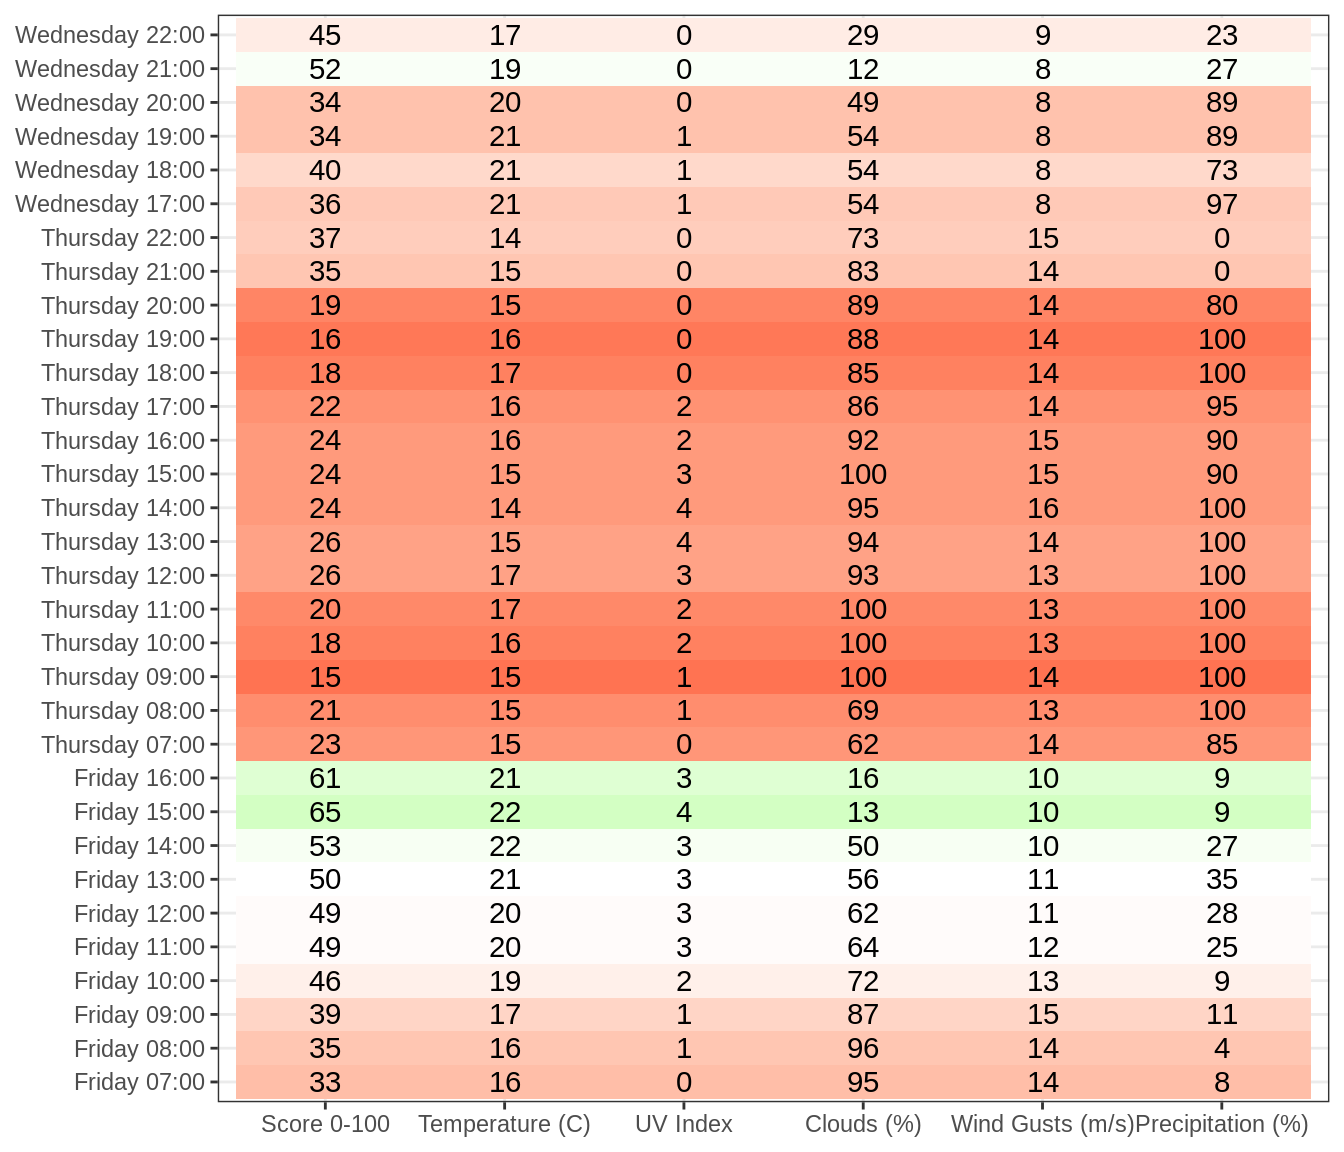 Wednesday 22:00 45 17 0 29 9 23
Wednesday 21:00 52 19 0 12 8 27
Wednesday 20:00 34 20 0 49 8 89
Wednesday 19:00 34 21 1 54 8 89
Wednesday 18:00 40 21 1 54 8 73
Wednesday 17:00 36 21 1 54 8 97
Thursday 22:00 37 14 0 73 15 0
Thursday 21:00 35 15 0 83 14 0
Thursday 20:00 19 15 0 89 14 80
Thursday 19:00 16 16 0 88 14 100
Thursday 18:00 18 17 0 85 14 100
Thursday 17:00 22 16 2 86 14 95
Thursday 16:00 24 16 2 92 15 90
Thursday 15:00 24 15 3 100 15 90
Thursday 14:00 24 14 4 95 16 100
Thursday 13:00 26 15 4 94 14 100
Thursday 12:00 26 17 3 93 13 100
Thursday 11:00 20 17 2 100 13 100
Thursday 10:00 18 16 2 100 13 100
Thursday 09:00 15 15 1 100 14 100
Thursday 08:00 21 15 1 69 13 100
Thursday 07:00 23 15 0 62 14 85
Friday 16:00 61 21 3 16 10 9
Friday 15:00 65 22 4 13 10 9
Friday 14:00 53 22 3 50 10 27
Friday 13:00 50 21 3 56 11 35
Friday 12:00 49 20 3 62 11 28
Friday 11:00 49 20 3 64 12 25
Friday 10:00 46 19 2 72 13 9
Friday 09:00 39 17 1 87 15 11
Friday 08:00 35 16 1 96 14 4
Friday 07:00 33 16 0 95 14 8
Score 0-100 Temperature (C) UV Index Clouds (%) Wind Gusts (m/s) Precipitation (%)